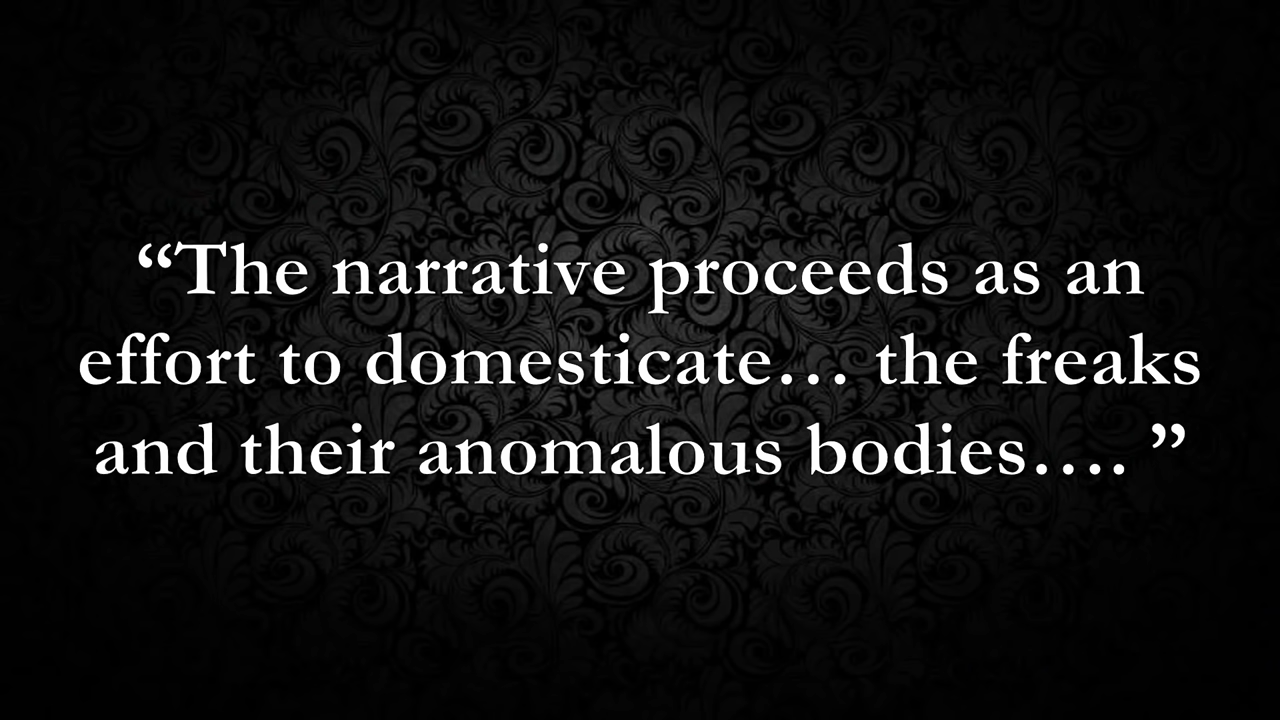 “The narrative proceeds as an
effort to domesticate… the freaks
and their anomalous bodies…. ”